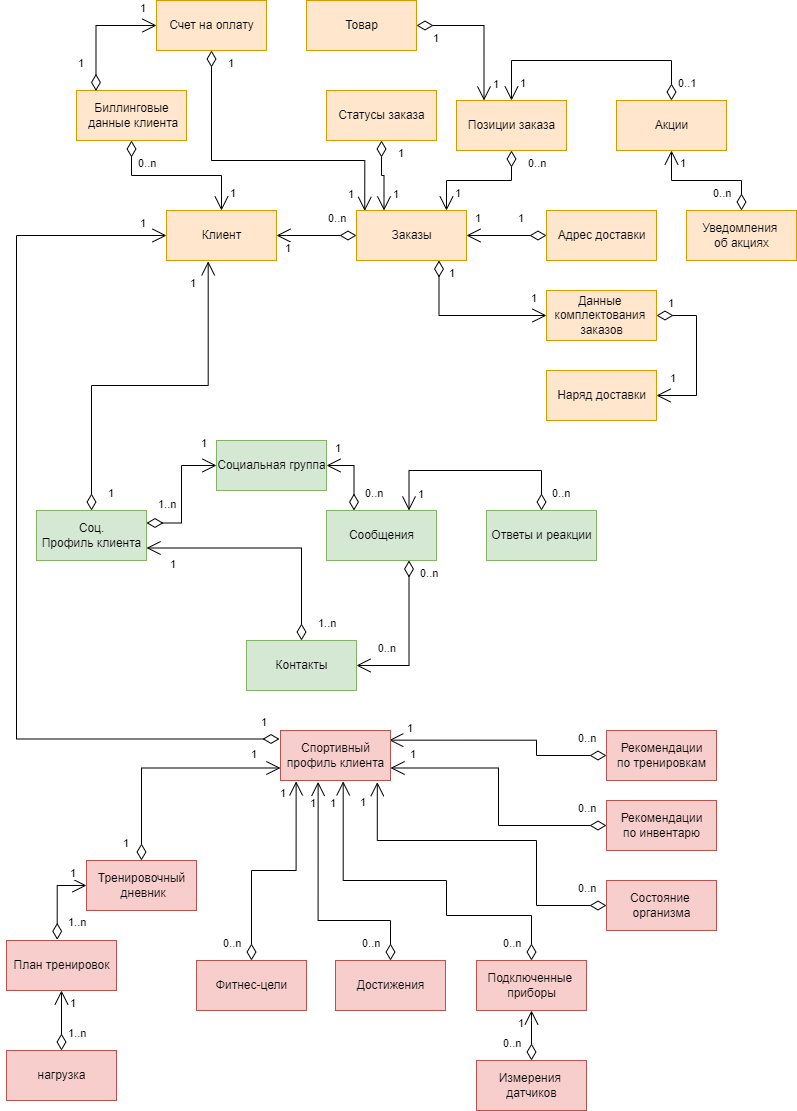 1
Счет на оплату
Товар
1
1
1
1
1
0..1
Биллинговые
данные клиента
Статусы заказа
Позиции заказа
Акции
0..n
1
0..n
1
1
1
1
1
0..n
1
Клиент
0..n
1
Заказы
1
1
Адрес доставки
Уведомления
об акциях
1
1
1
Данные
комплектования
заказов
1
1
Наряд доставки
1
1
Социальная группа
1
1..n
0..n
1
0..n
Соц.
Профиль клиента
Сообщения
Ответы и реакции
1
0..n
1..n
0..n
Контакты
1
1
Спортивный
профиль клиента
1
1
0..n
Рекомендации
по тренировкам
1
1
1
1
1
0..n
Рекомендации
по инвентарю
1
Тренировочный
дневник
1
0..n
Состояние
организма
1..n
План тренировок
0..n
0..n
0..n
Фитнес-цели
Достижения
Подключенные
приборы
1
1..n
1
0..n
нагрузка
Измерения
датчиков